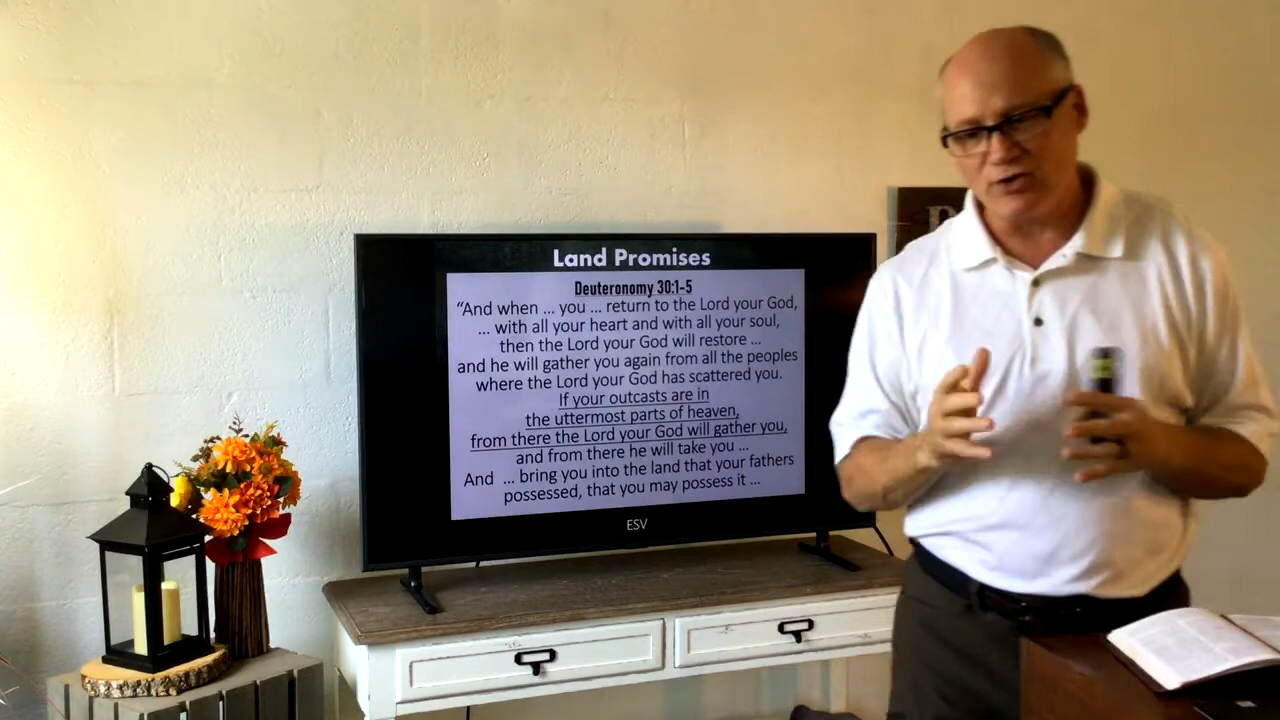 Land Promises
Deuteronomy 30:1-5
“And when ... you ... return to the Lord your God,
... with all your heart and with all your soul,
then the Lord your God will restore ...
and he will gather you again from all the peoples
where the Lord your God has scattered you.
If your outcasts are in
the uttermost parts of heaven,
from there the Lord your God will gather you,
and from there he will take you ...
And ... bring you into the land that your fathers
possessed, that you may possess it ...
ESV